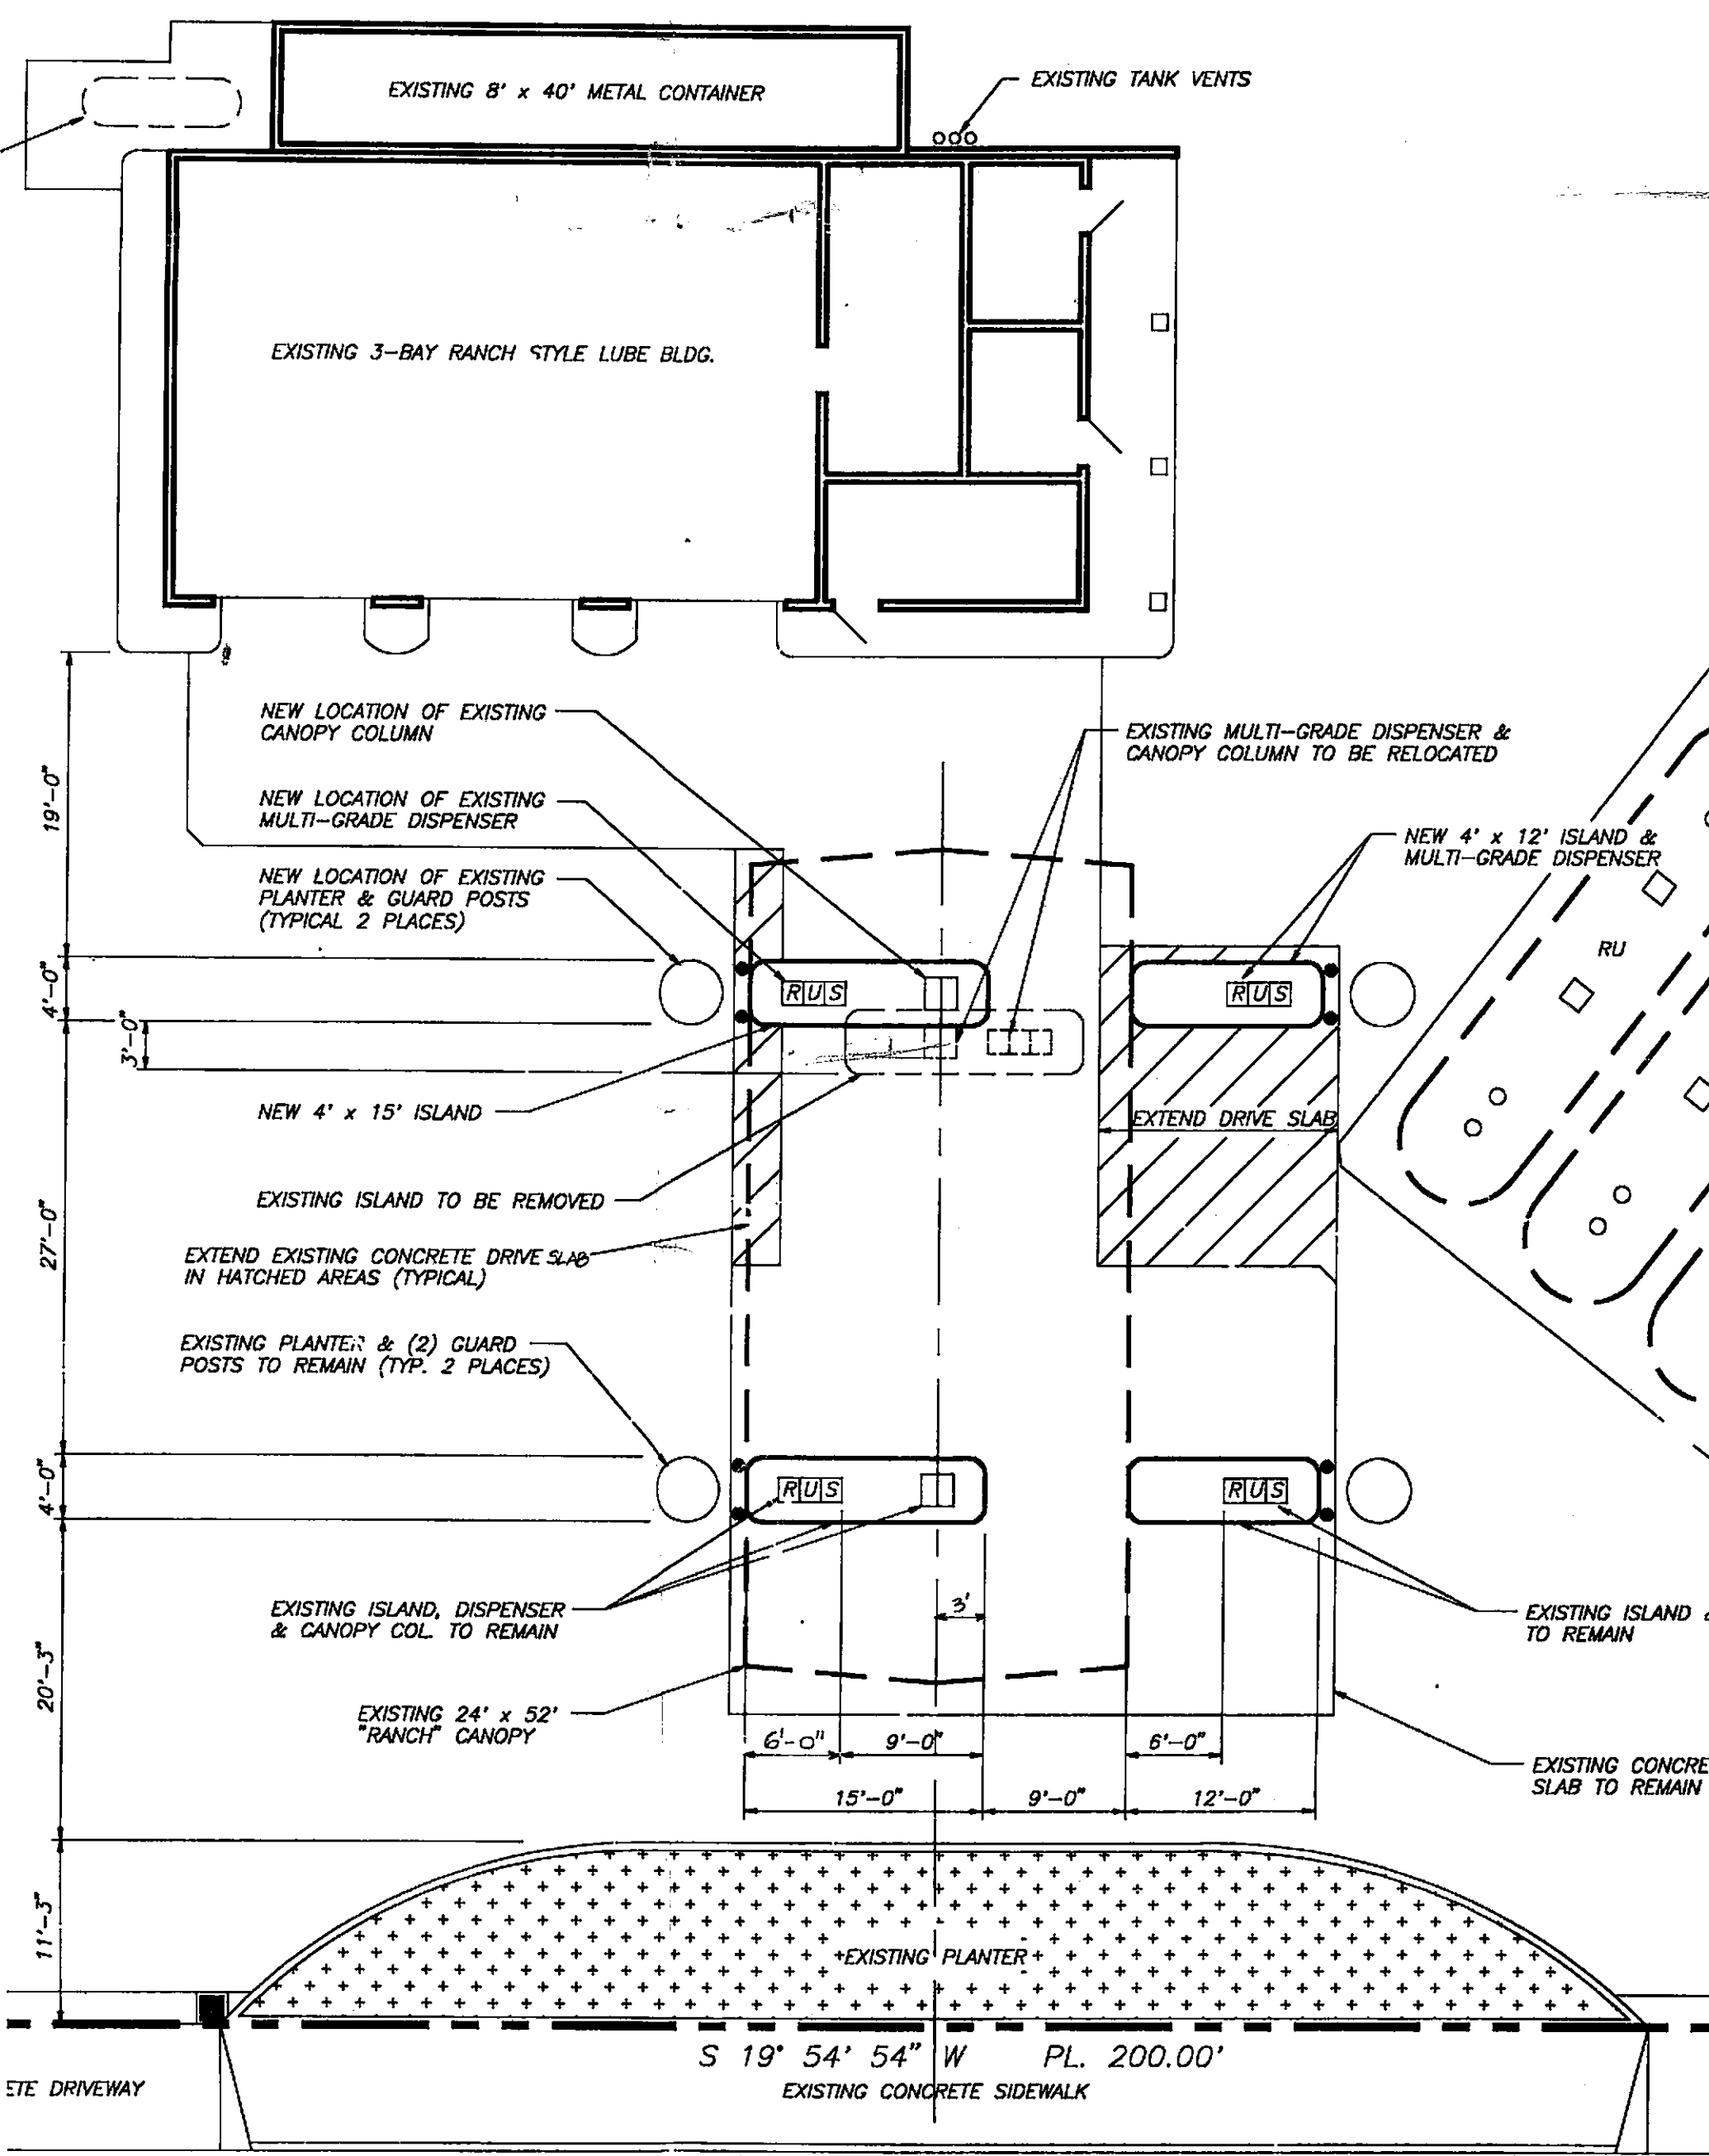 EXISTING 8' x 40' METAL CONTAINER
EXISTING TANK VENTS
EXISTING 3-BAY RANCH STYLE LUBE BLDG.
NEW LOCATION OF EXISTING
CANOPY COLUMN
EXISTING MULTI-GRADE DISPENSER &
CANOPY COLUMN TO BE RELOCATED
19'-0"
NEW LOCATION OF EXISTING
MULTI-GRADE DISPENSER
NEW 4' x 12' ISLAND &
MULTI-GRADE DISPENSER
NEW LOCATION OF EXISTING
PLANTER & GUARD POSTS
(TYPICAL 2 PLACES)
RU
4'-0"
R U S
R U S
3'-0"
NEW 4' x 15' ISLAND
EXTEND DRIVE SLAB
EXISTING ISLAND TO BE REMOVED
27'-0"
EXTEND EXISTING CONCRETE DRIVE SLAB
IN HATCHED AREAS (TYPICAL)
EXISTING PLANTER & (2) GUARD
POSTS TO REMAIN (TYP. 2 PLACES)
4'-0"
R U S
R U S
EXISTING ISLAND, DISPENSER
& CANOPY COL. TO REMAIN
3'
EXISTING ISLAND &
TO REMAIN
20'-3"
EXISTING 24' x 52'
"RANCH" CANOPY
6'-0"
9'-0"
6'-0"
EXISTING CONCRE
SLAB TO REMAIN
15'-0"
9'-0"
12'-0"
11'-3"
EXISTING PLANTER
S 19° 54' 54" W PL. 200.00'
ETE DRIVEWAY
EXISTING CONCRETE SIDEWALK